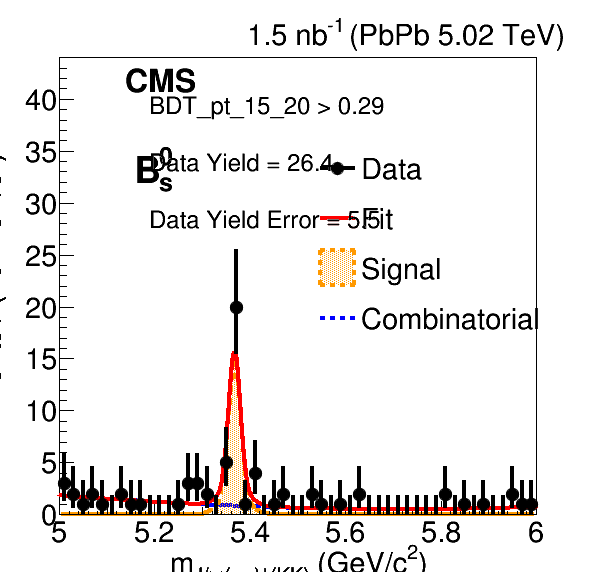 1.5 nb-1 (PbPb 5.02 TeV)
CMS
BDT_pt_15_20 > 0.29
B0s
Data Yield = 26.4
Data Yield Error = 5.5
Data
Fit
Signal
Combinatorial
40
35
30
25
20
15
10
5
0
5 5.2 5.4 5.6 5.8 6
m (GeV/c2)